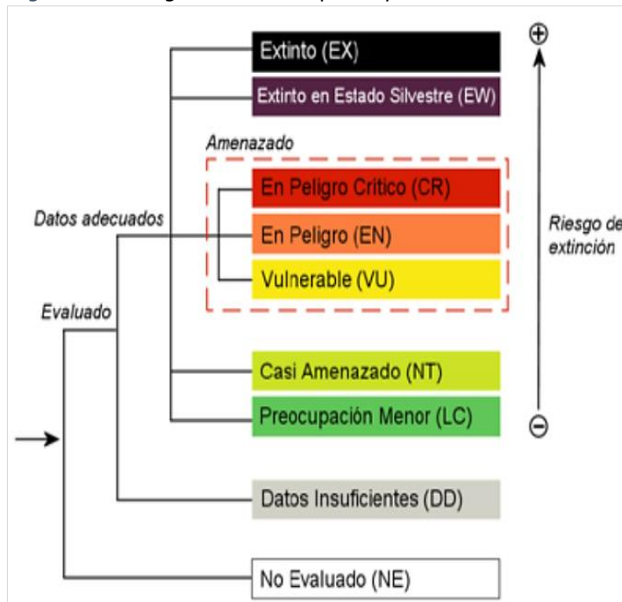 Extinto (EX)
Extinto en Estado Silvestre (EW)
Amenazado
En Peligro Crítico (CR)
Datos adecuados
En Peligro (EN)
Riesgo de
extinción
Vulnerable (VU)
Evaluado
Casi Amenazado (NT)
Preocupación Menor (LC)
Datos Insuficientes (DD)
No Evaluado (NE)